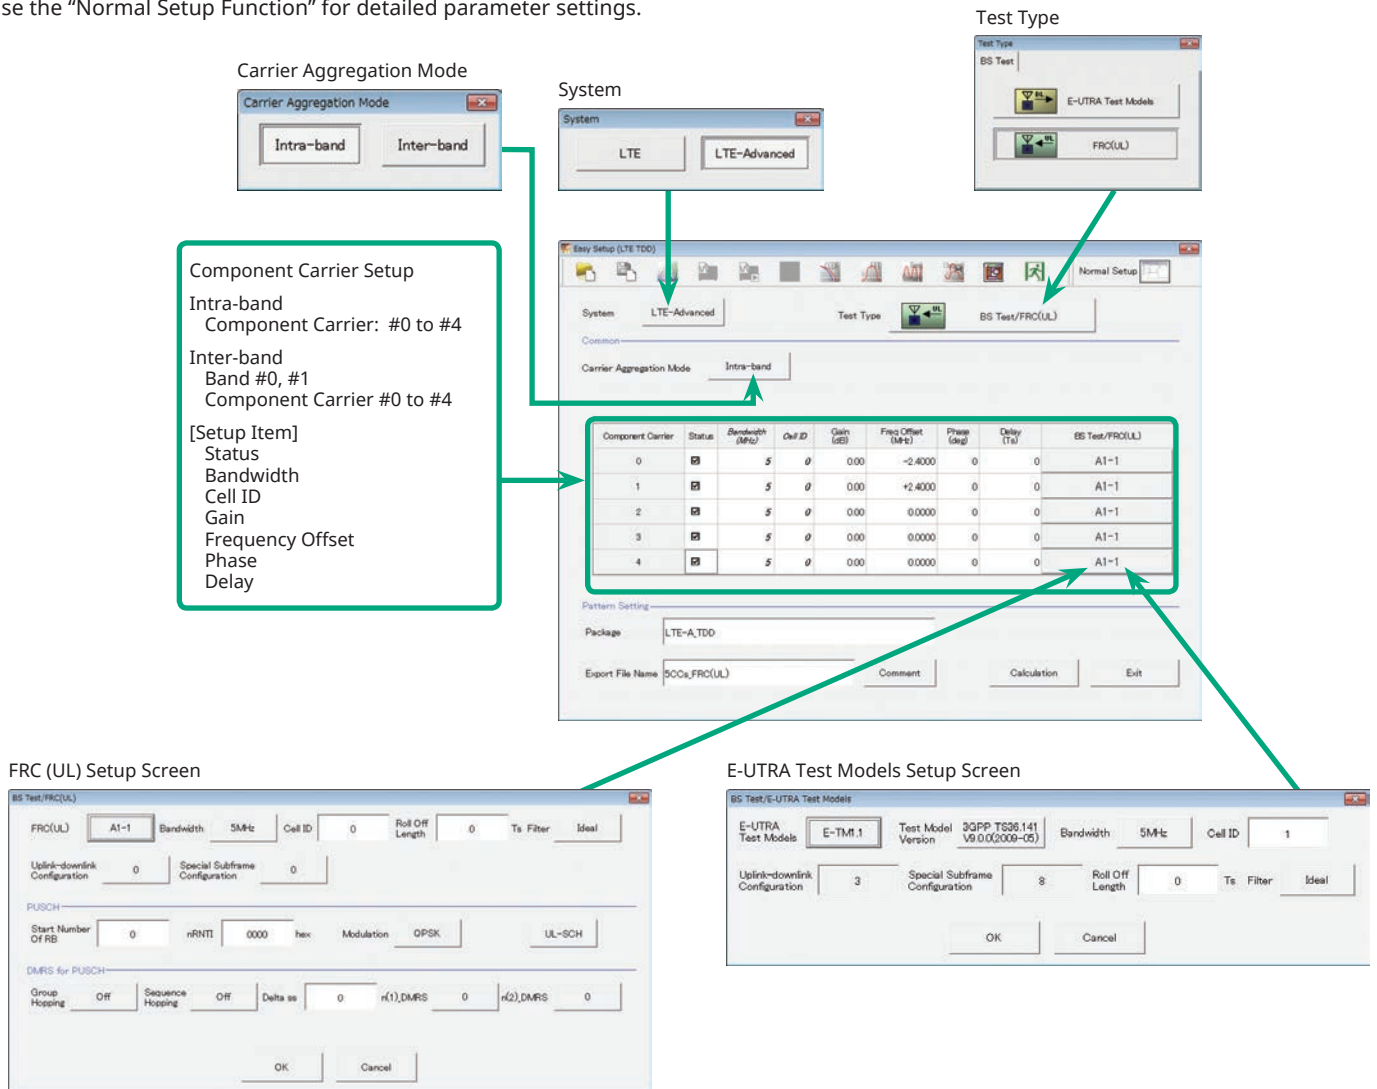 se the “Normal Setup Function” for detailed parameter settings.
Test Type
Test Type
BS Test
E-UTRA Test Models
FRC(UL)
Carrier Aggregation Mode
Carrier Aggregation Mode
Intra-band Inter-band
System
System
LTE LTE-Advanced
Component Carrier Setup
Intra-band
Component Carrier: #0 to #4
Inter-band
Band #0, #1
Component Carrier #0 to #4
[Setup Item]
Status
Bandwidth
Cell ID
Gain
Frequency Offset
Phase
Delay
Easy Setup (LTE TDD)
Normal Setup
System LTE-Advanced Test Type UL BS Test/FRC(UL)
Common
Carrier Aggregation Mode Intra-band
Component Carrier Status Bandwidth (MHz) Cell ID Gain (dB) Freq Offset (MHz) Phase (deg) Delay (Ts) BS Test/FRC(UL)
0 5 0 0.00 -2.4000 0 0 A1-1
1 5 0 0.00 +2.4000 0 0 A1-1
2 5 0 0.00 0.0000 0 0 A1-1
3 5 0 0.00 0.0000 0 0 A1-1
4 5 0 0.00 0.0000 0 0 A1-1
Pattern Setting
Package LTE-A_TDD
Export File Name 5CCs_FRC(UL) Comment Calculation Exit
FRC (UL) Setup Screen
BS Test/FRC(UL)
FRC(UL) A1-1 Bandwidth 5MHz Cell ID 0 Roll Off Length 0 Ts Filter Ideal
Uplink-downlink Configuration 0 Special Subframe Configuration 0
PUSCH
Start Number Of RB 0 nRNTI 0000 hex Modulation QPSK UL-SCH
DMRS for PUSCH
Group Hopping Off Sequence Hopping Off Delta ss 0 n(1)_DMRS 0 n(2)_DMRS 0
OK Cancel
E-UTRA Test Models Setup Screen
BS Test/E-UTRA Test Models
E-UTRA Test Models E-TM1.1 Test Model Version 3GPP TS36.141 V9.0.0(2009-05) Bandwidth 5MHz Cell ID 1
Uplink-downlink Configuration 3 Special Subframe Configuration 8 Roll Off Length 0 Ts Filter Ideal
OK Cancel